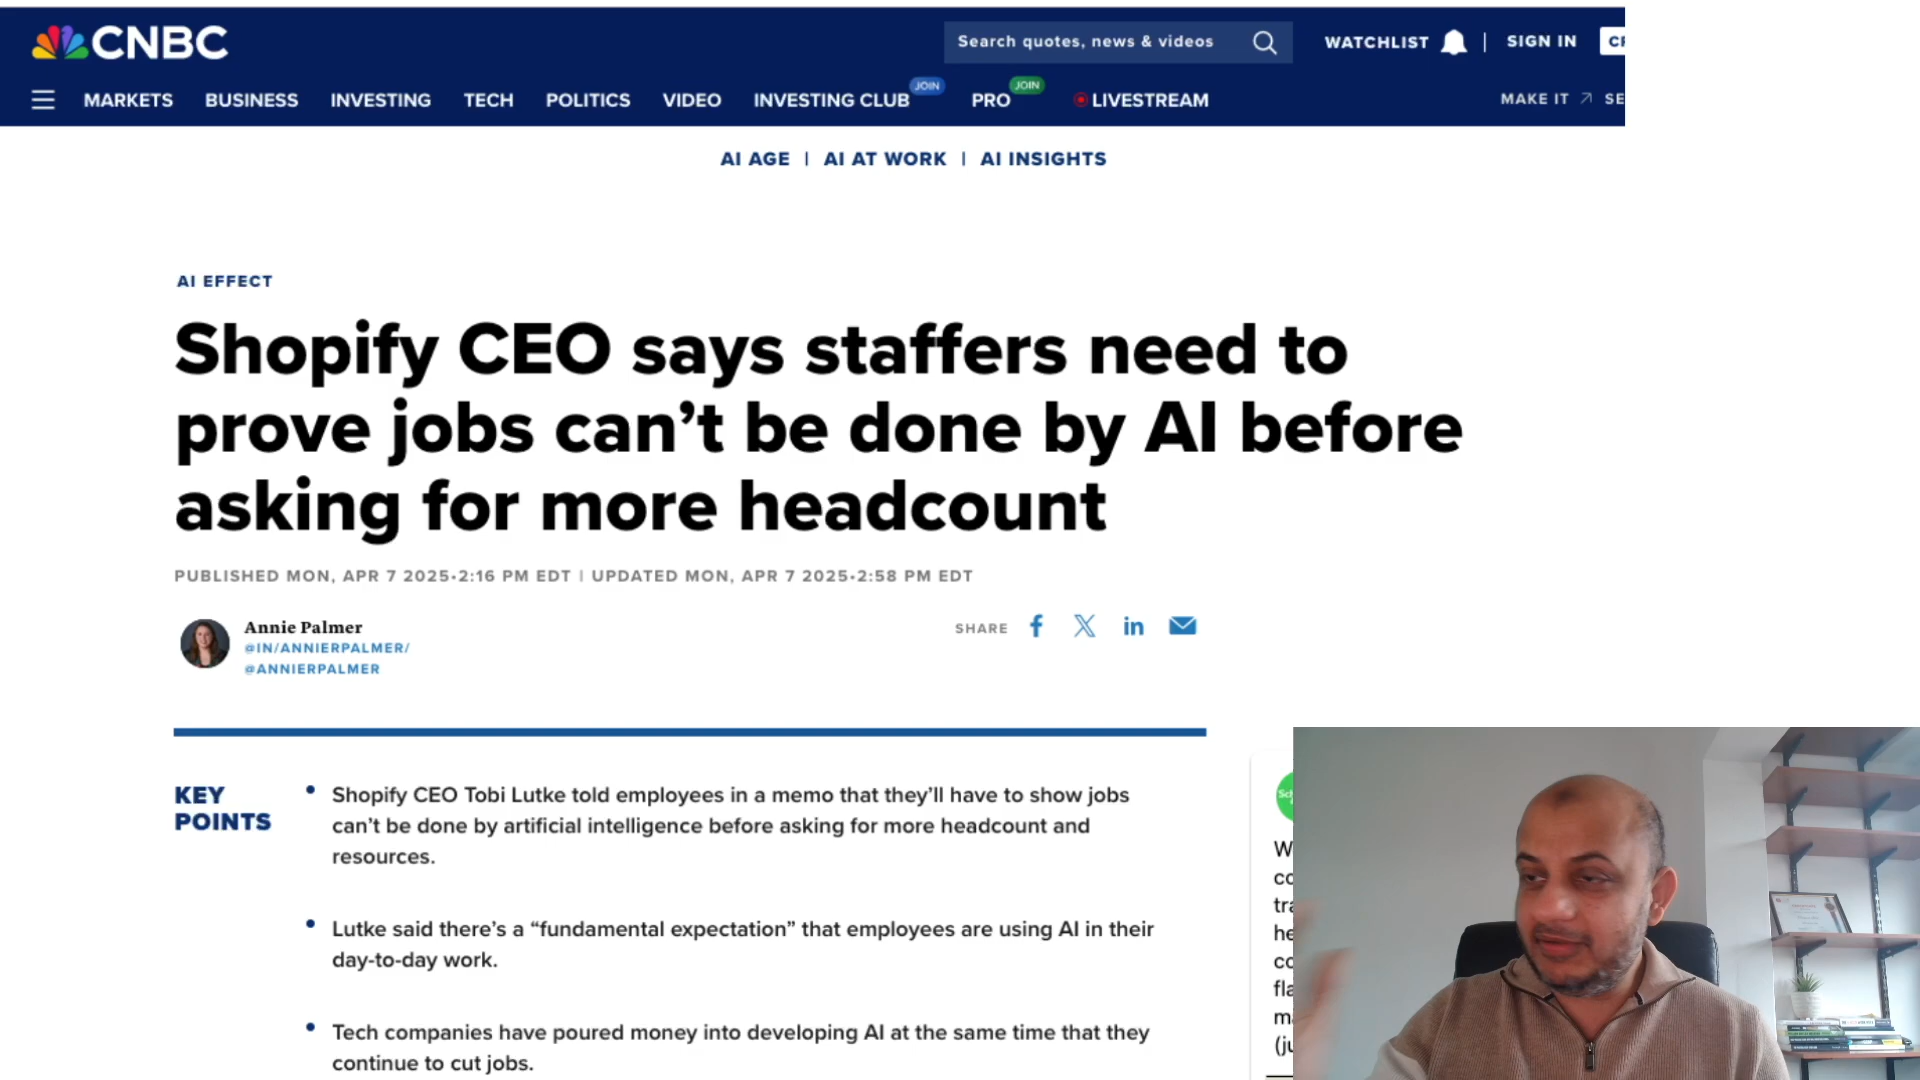 CNBC
Search quotes, news & videos
WATCHLIST
SIGN IN
MARKETS
BUSINESS
INVESTING
TECH
POLITICS
VIDEO
INVESTING CLUB
JOIN
PRO
JOIN
LIVESTREAM
MAKE IT
AI AGE | AI AT WORK | AI INSIGHTS
AI EFFECT
Shopify CEO says staffers need to
prove jobs can’t be done by AI before
asking for more headcount
PUBLISHED MON, APR 7 2025•2:16 PM EDT | UPDATED MON, APR 7 2025•2:58 PM EDT
Annie Palmer
@IN/ANNIERPALMER/
@ANNIERPALMER
SHARE
KEY
POINTS
• Shopify CEO Tobi Lutke told employees in a memo that they’ll have to show jobs
can’t be done by artificial intelligence before asking for more headcount and
resources.
• Lutke said there’s a “fundamental expectation” that employees are using AI in their
day-to-day work.
• Tech companies have poured money into developing AI at the same time that they
continue to cut jobs.